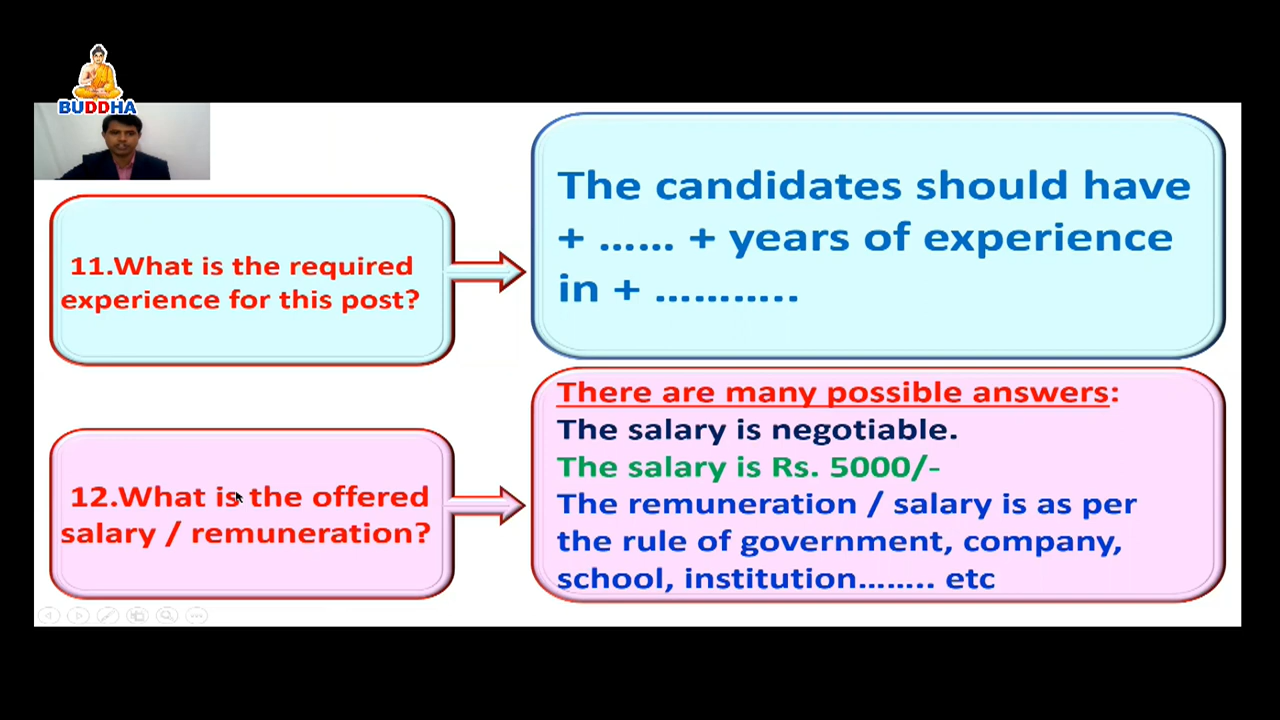 BUDDHA
11.What is the required
experience for this post?
The candidates should have
+ ...... + years of experience
in + ...........
12.What is the offered
salary / remuneration?
There are many possible answers:
The salary is negotiable.
The salary is Rs. 5000/-
The remuneration / salary is as per
the rule of government, company,
school, institution........ etc